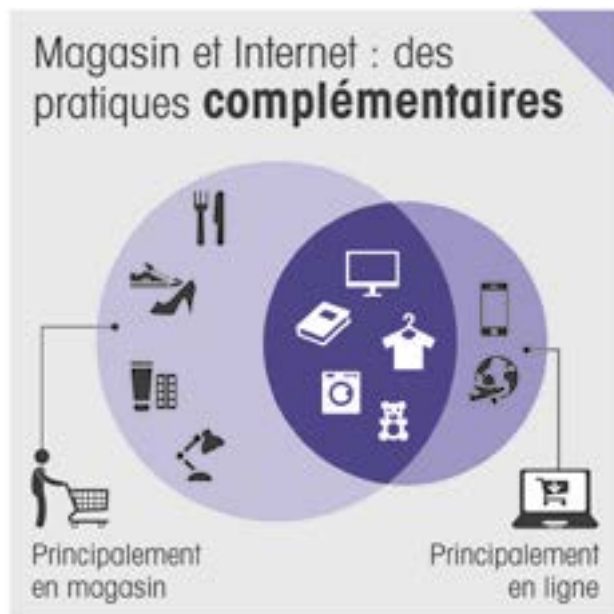 Magasin et Internet : des
pratiques complémentaires
Principalement
en magasin
Principalement
en ligne